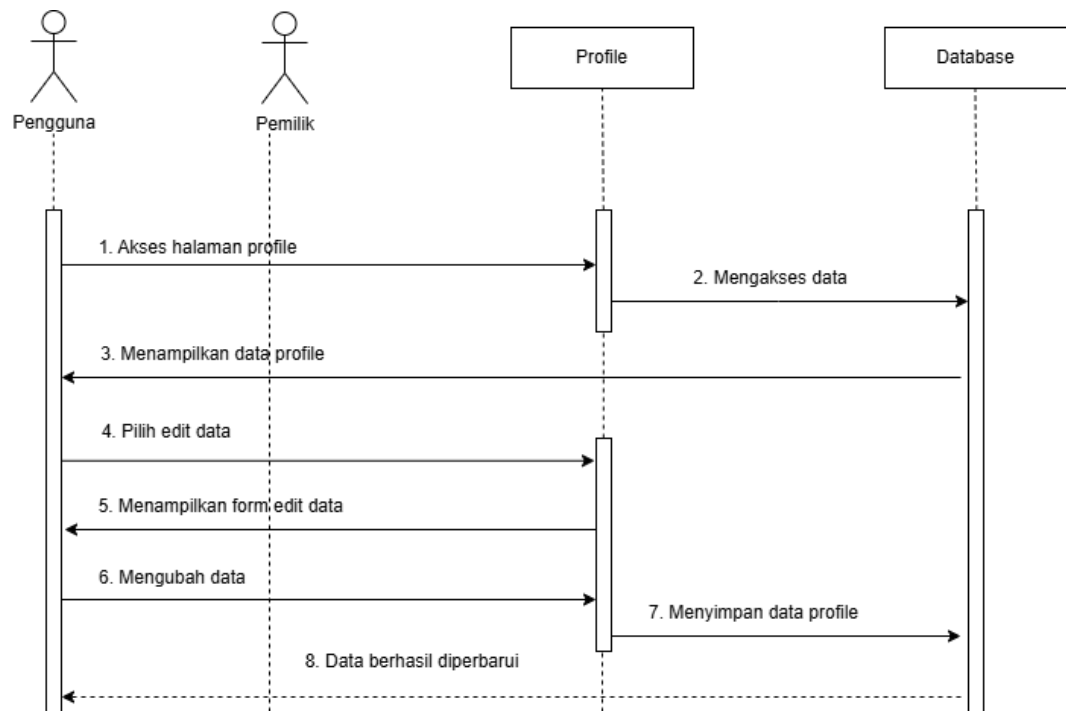 Pengguna
Pemilik
Profile
Database
1. Akses halaman profile
2. Mengakses data
3. Menampilkan data profile
4. Pilih edit data
5. Menampilkan form edit data
6. Mengubah data
7. Menyimpan data profile
8. Data berhasil diperbarui